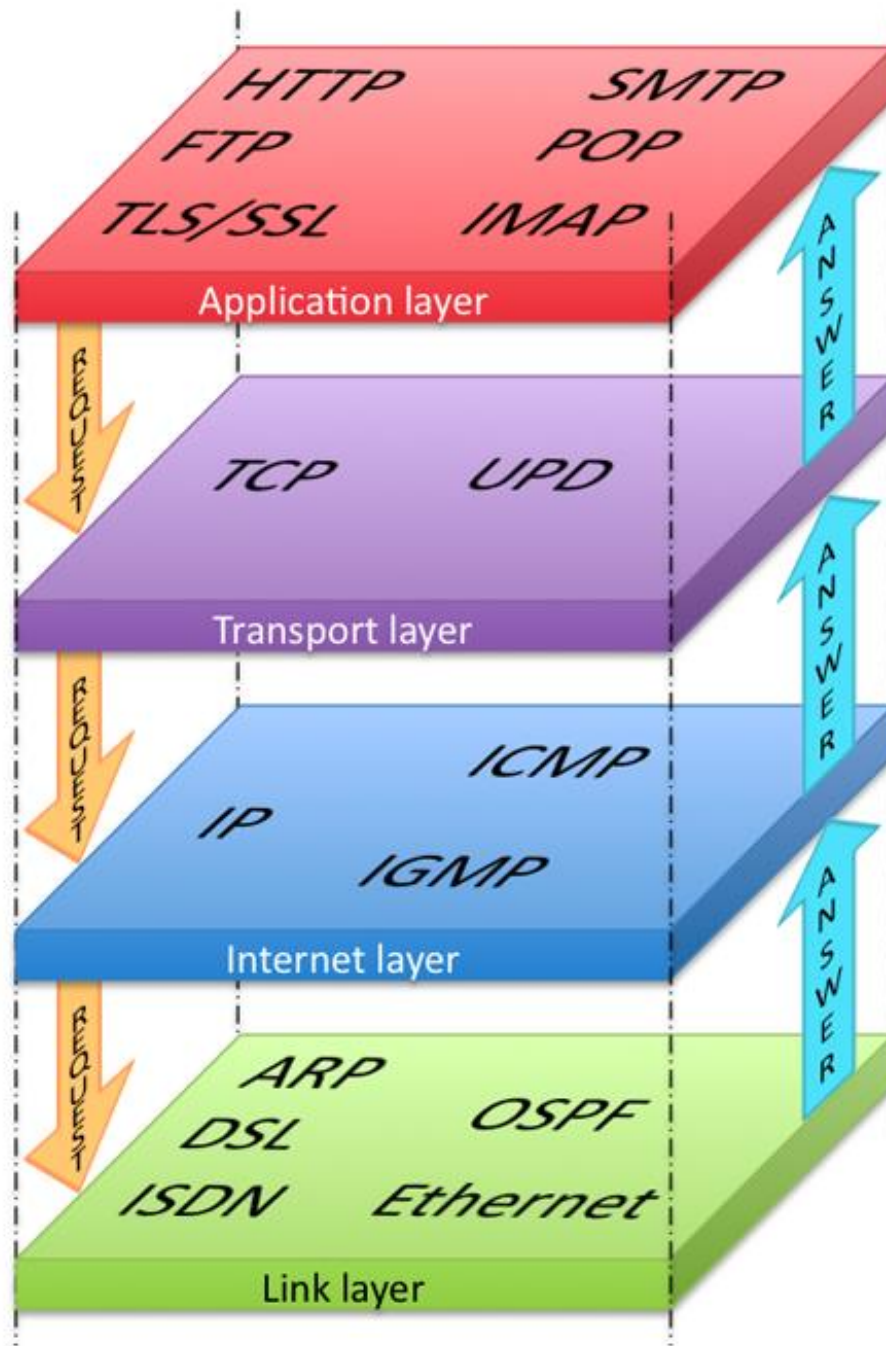 HTTP SMTP
FTP POP
TLS/SSL IMAP
Application layer
REQUEST
ANSWER
TCP UPD
Transport layer
REQUEST
ANSWER
ICMP
IP
IGMP
Internet layer
REQUEST
ANSWER
ARP
OSPF
DSL
ISDN Ethernet
Link layer